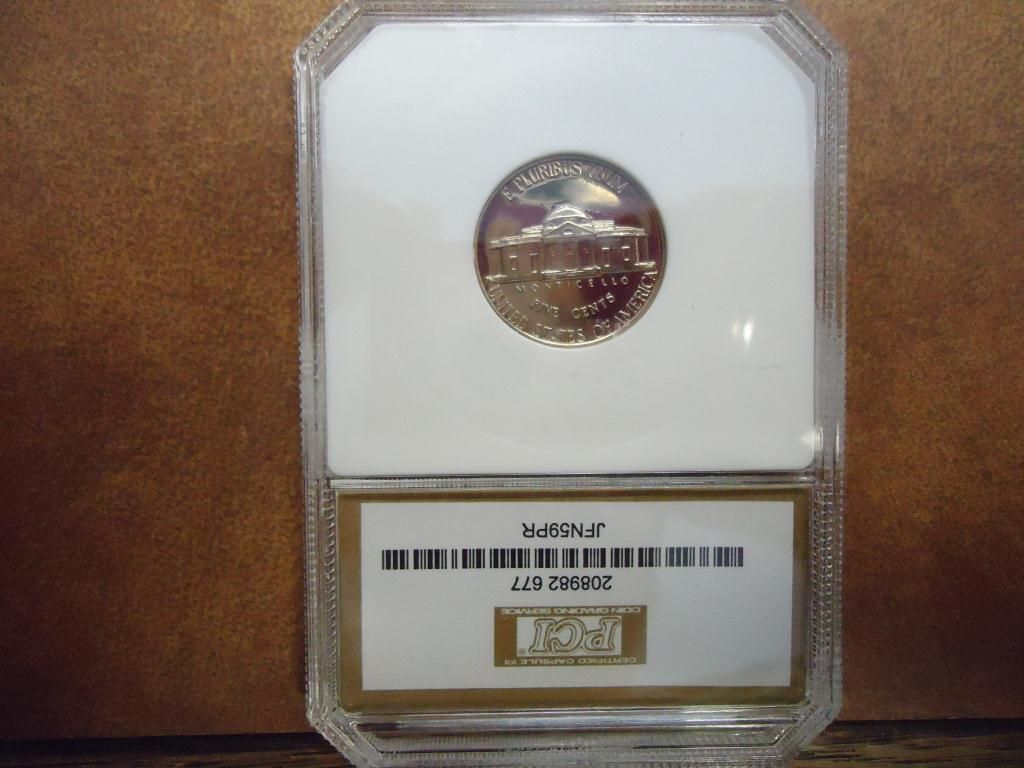 E PLURIBUS UNUM
MONTICELLO
FIVE CENTS
UNITED STATES OF AMERICA
CERTIFIED CAPSULE
PCI®
COIN GRADING SERVICE
208982 677
JFN59PR